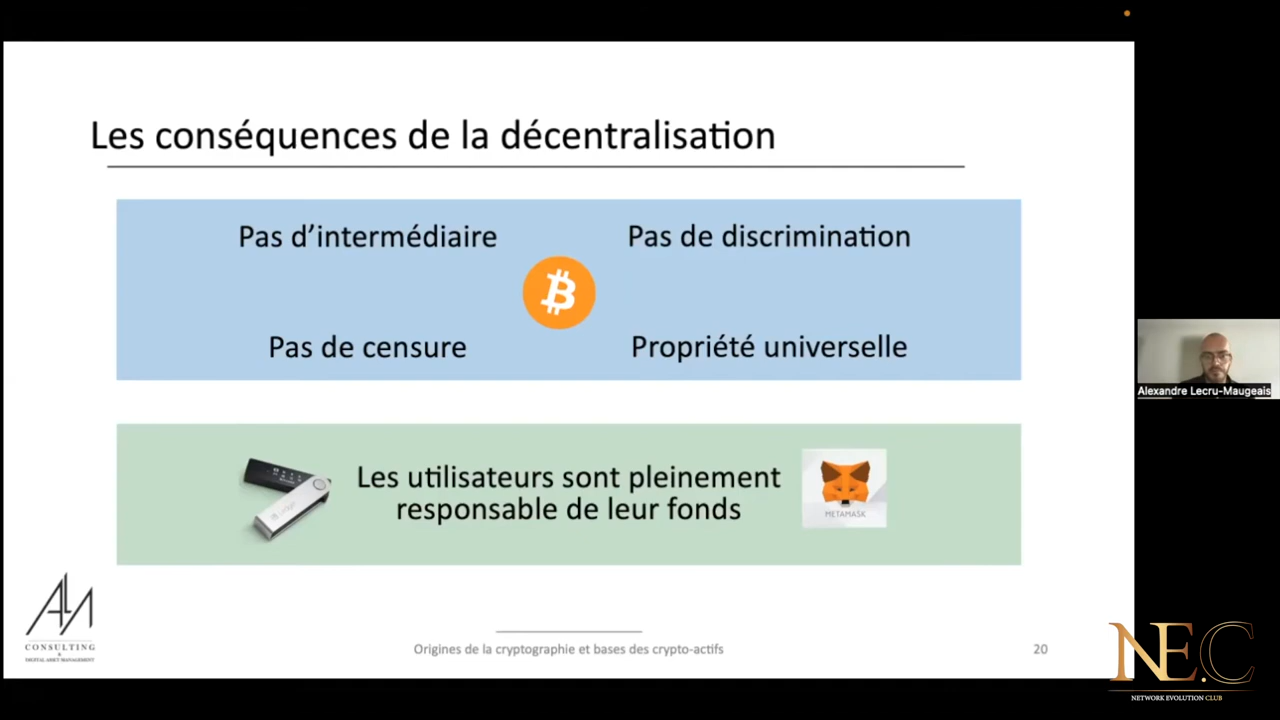 Les conséquences de la décentralisation
Pas d’intermédiaire
Pas de discrimination
Pas de censure
Propriété universelle
Les utilisateurs sont pleinement
responsable de leur fonds
METAMASK
Alexandre Lecru-Maugeais
CONSULTING
&
DIGITAL ASSET MANAGEMENT
Origines de la cryptographie et bases des crypto-actifs
20
NE.C
NETWORK EVOLUTION CLUB